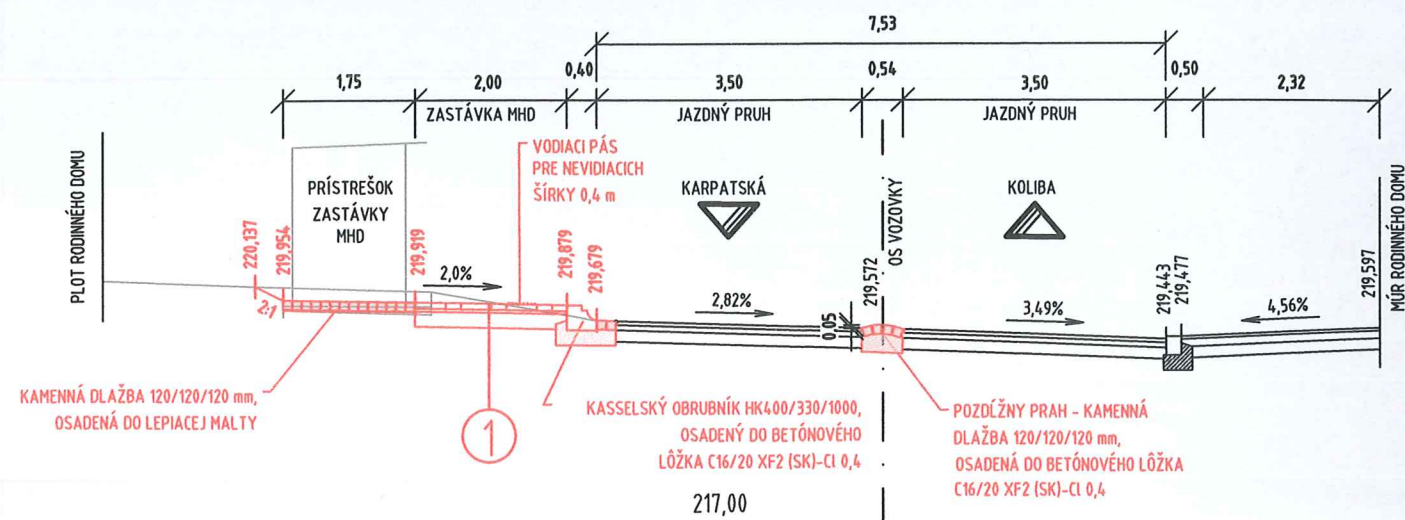 7,53
1,75
2,00
0,40
3,50
0,54
3,50
0,50
2,32
ZASTÁVKA MHD
JAZDNÝ PRUH
JAZDNÝ PRUH
PLOT RODINNÉHO DOMU
PRÍSTREŠOK
ZASTÁVKY
MHD
VODIACI PÁS
PRE NEVIDIACICH
ŠÍRKY 0,4 m
KARPATSKÁ
OS VOZOVKY
KOLIBA
MÚR RODINNÉHO DOMU
220,137
219,954
219,919
219,879
219,679
219,572
219,443
219,477
219,597
2:1
2,0%
2,82%
0,05
3,49%
4,56%
KAMENNÁ DLAŽBA 120/120/120 mm,
OSADENÁ DO LEPIACEJ MALTY
1
KASSELSKÝ OBRUBNÍK HK400/330/1000,
OSADENÝ DO BETÓNOVÉHO
LÔŽKA C16/20 XF2 (SK)-Cl 0,4
POZDĹŽNY PRAH - KAMENNÁ
DLAŽBA 120/120/120 mm,
OSADENÁ DO BETÓNOVÉHO LÔŽKA
C16/20 XF2 (SK)-Cl 0,4
217,00